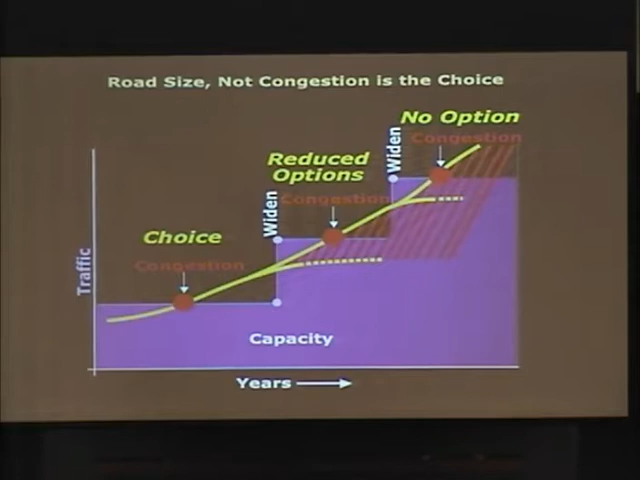 Road Size, Not Congestion is the Choice
No Option
Congestion
Widen
Reduced
Options
Congestion
Widen
Choice
Congestion
Traffic
Capacity
Years